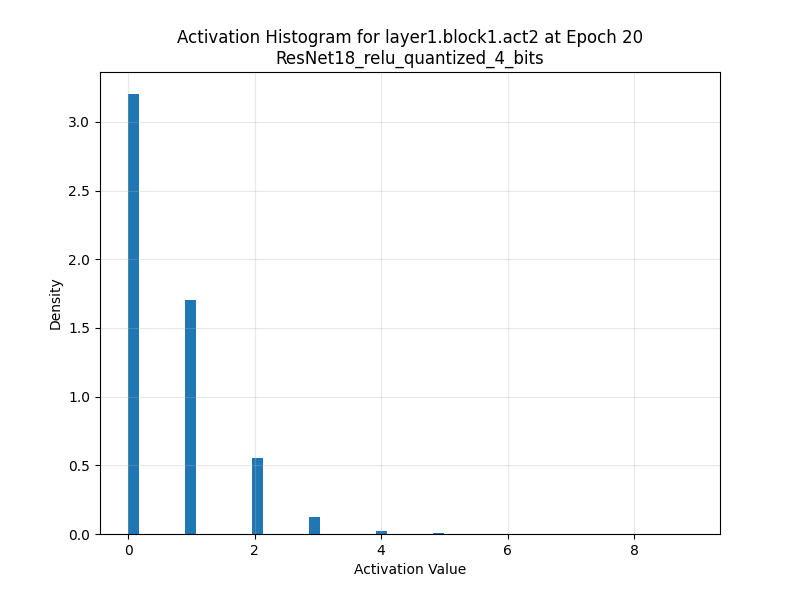 Activation Histogram for layer1.block1.act2 at Epoch 20
ResNet18_relu_quantized_4_bits
3.0
2.5
2.0
1.5
1.0
0.5
0.0
Density
0 2 4 6 8
Activation Value